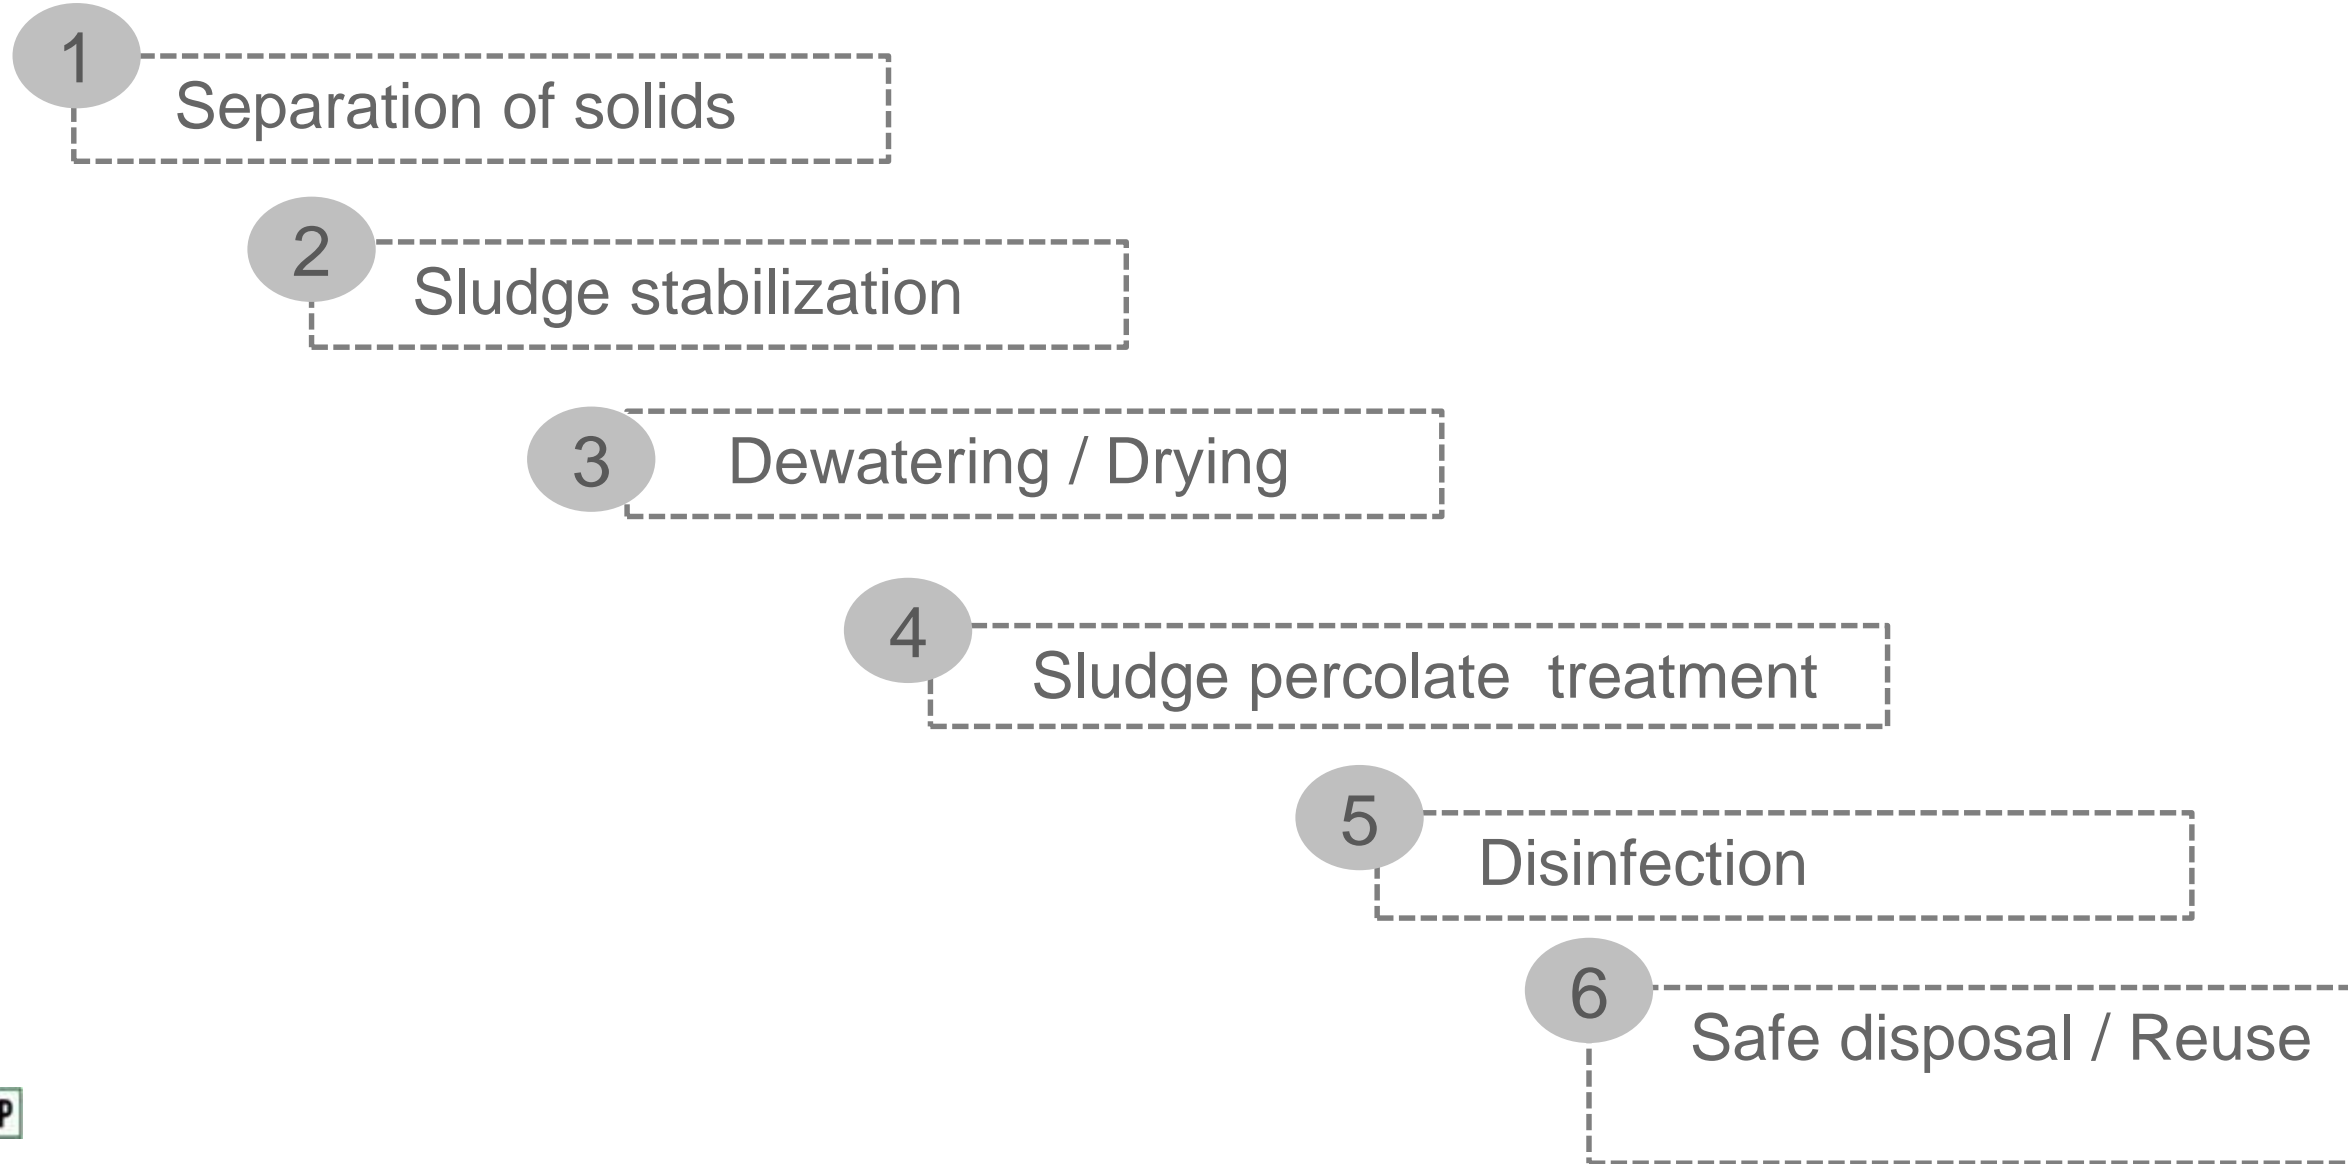 1
Separation of solids
2
Sludge stabilization
3
Dewatering / Drying
4
Sludge percolate  treatment
5
Disinfection
6
Safe disposal / Reuse
P